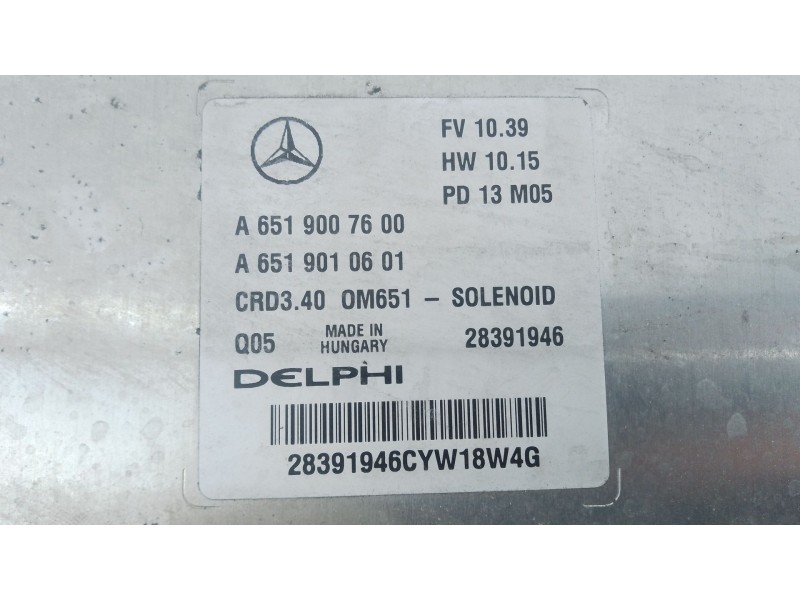 FV 10.39
HW 10.15
PD 13 M05
A 651 900 76 00
A 651 901 06 01
CRD3.40 OM651 - SOLENOID
Q05 MADE IN HUNGARY 28391946
DELPHI
28391946CYW18W4G